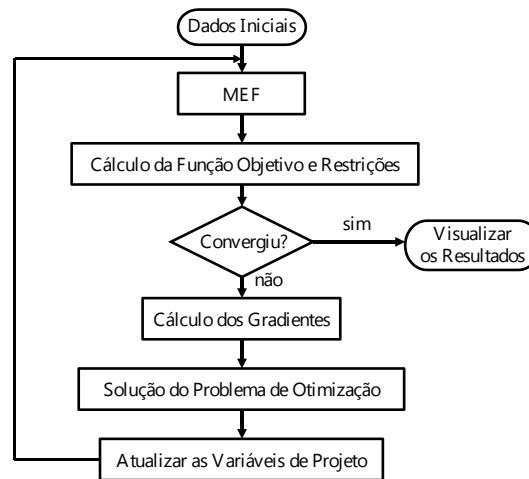 Dados Iniciais
MEF
Cálculo da Função Objetivo e Restrições
Convergiu?
sim
Visualizar
os Resultados
não
Cálculo dos Gradientes
Solução do Problema de Otimização
Atualizar as Variáveis de Projeto